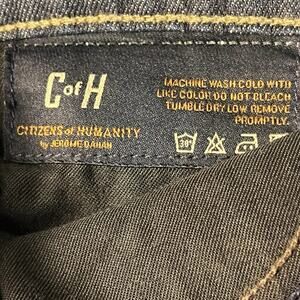 C of H
CITIZENS of HUMANITY
by JEROME DAHAN
MACHINE WASH COLD WITH
LIKE COLOR DO NOT BLEACH
TUMBLE DRY LOW REMOVE
PROMPTLY.
30°